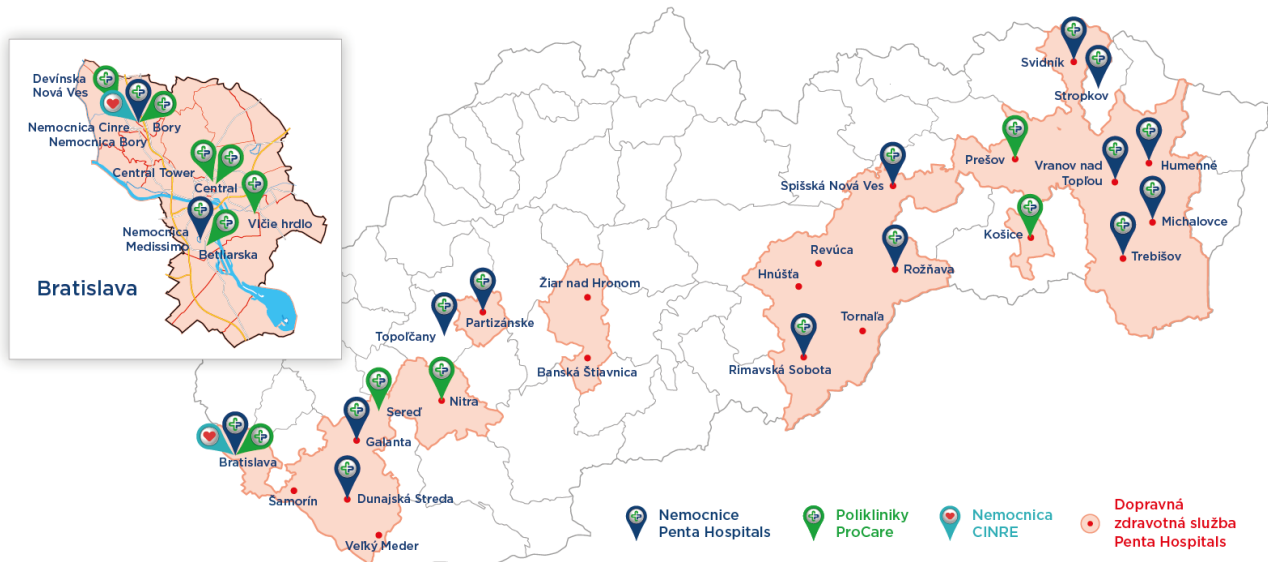 Devínska
Nová Ves
Nemocnica Cinre
Bory
Nemocnica Bory
Central Tower
Central
Vlčie hrdlo
Nemocnica
Medissimo
Betliarska
Bratislava
Svidník
Stropkov
Prešov
Vranov nad
Topľou
Humenné
Spišská Nová Ves
Michalovce
Košice
Trebišov
Revúca
Rožňava
Hnúšťa
Žiar nad Hronom
Tornaľa
Partizánske
Topoľčany
Banská Štiavnica
Rimavská Sobota
Nitra
Sereď
Galanta
Bratislava
Šamorín
Dunajská Streda
Veľký Meder
Nemocnice
Penta Hospitals
Polikliniky
ProCare
Nemocnica
CINRE
Dopravná
zdravotná služba
Penta Hospitals